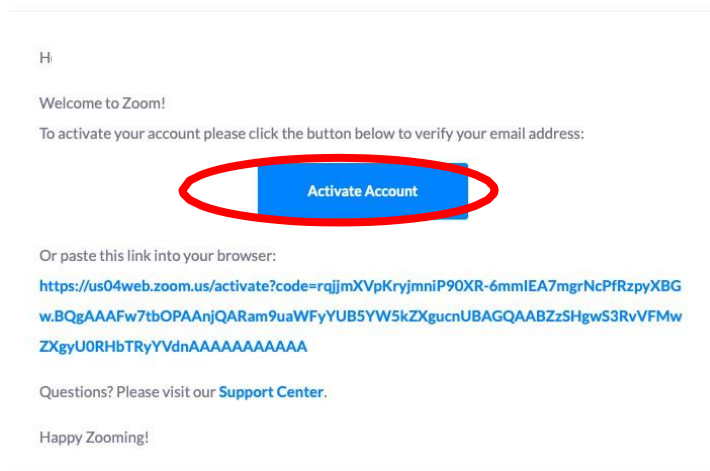 Welcome to Zoom!
To activate your account please click the button below to verify your email address:
Activate Account
Or paste this link into your browser:
https://us04web.zoom.us/activate?code=rqjjmXVpKryjmniP90XR-6mmIEA7mgrNcPfRzpyXBG
w.BQgAAAFw7tbOPAAnjQARam9uaWFyYUB5YW5kZXgucnUBAGQAABZzSHgwS3RvVFMw
ZXgyU0RHbTRyYVdnAAAAAAAAAAA
Questions? Please visit our Support Center.
Happy Zooming!